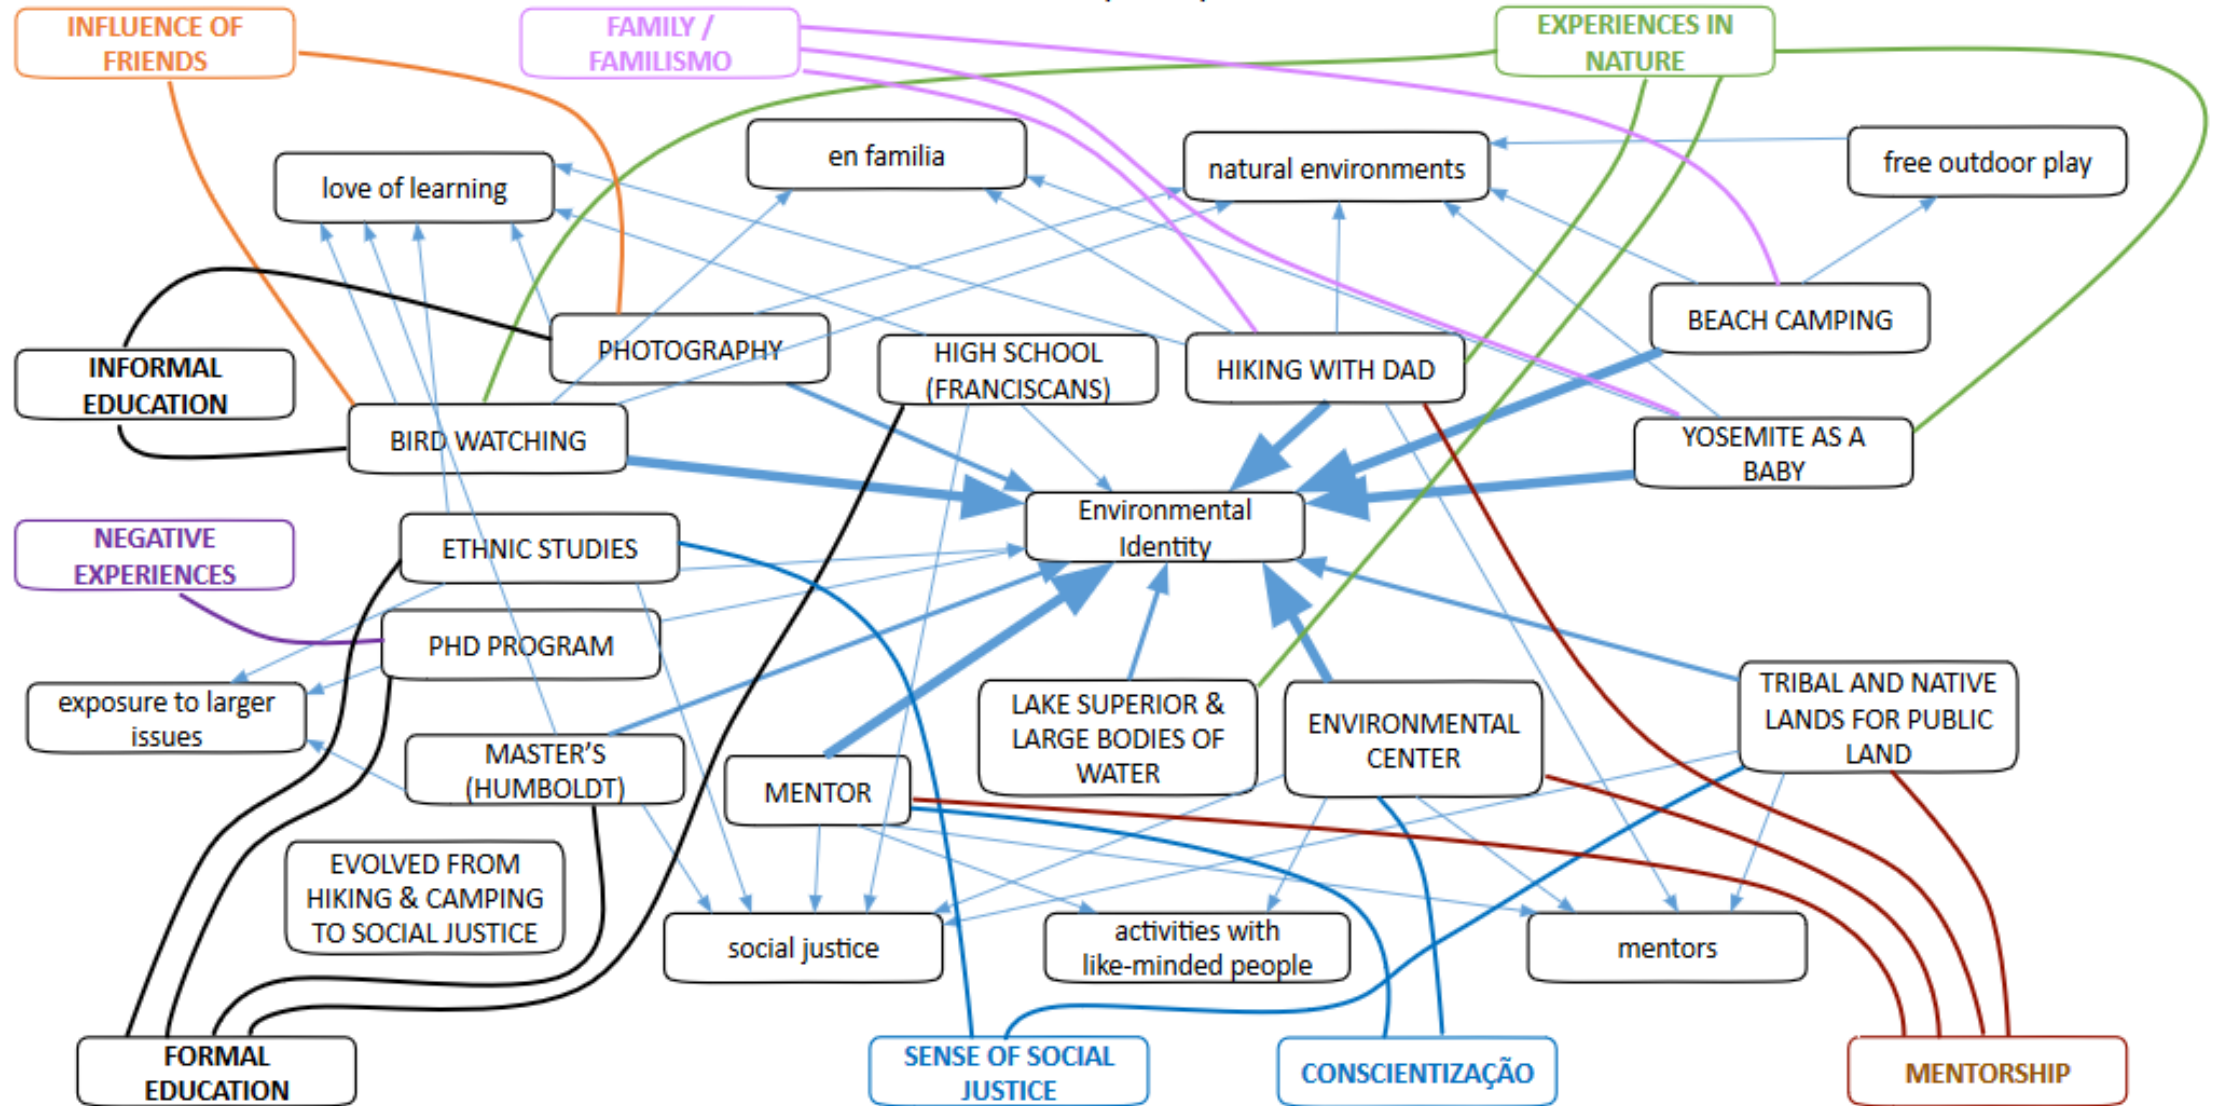 INFLUENCE OF
FRIENDS
FAMILY /
FAMILISMO
EXPERIENCES IN
NATURE
love of learning
en familia
natural environments
free outdoor play
INFORMAL
EDUCATION
PHOTOGRAPHY
HIGH SCHOOL
(FRANCISCANS)
HIKING WITH DAD
BEACH CAMPING
BIRD WATCHING
YOSEMITE AS A
BABY
NEGATIVE
EXPERIENCES
ETHNIC STUDIES
Environmental
Identity
PHD PROGRAM
exposure to larger
issues
MASTER’S
(HUMBOLDT)
MENTOR
LAKE SUPERIOR &
LARGE BODIES OF
WATER
ENVIRONMENTAL
CENTER
TRIBAL AND NATIVE
LANDS FOR PUBLIC
LAND
EVOLVED FROM
HIKING & CAMPING
TO SOCIAL JUSTICE
social justice
activities with
like-minded people
mentors
FORMAL
EDUCATION
SENSE OF SOCIAL
JUSTICE
CONSCIENTIZAÇÃO
MENTORSHIP